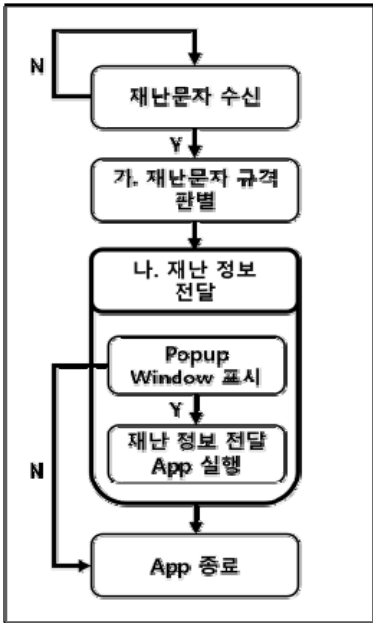 N
재난문자 수신
Y
가. 재난문자 규격
판별
나. 재난 정보
전달
Popup
Window 표시
Y
재난 정보 전달
App 실행
N
App 종료